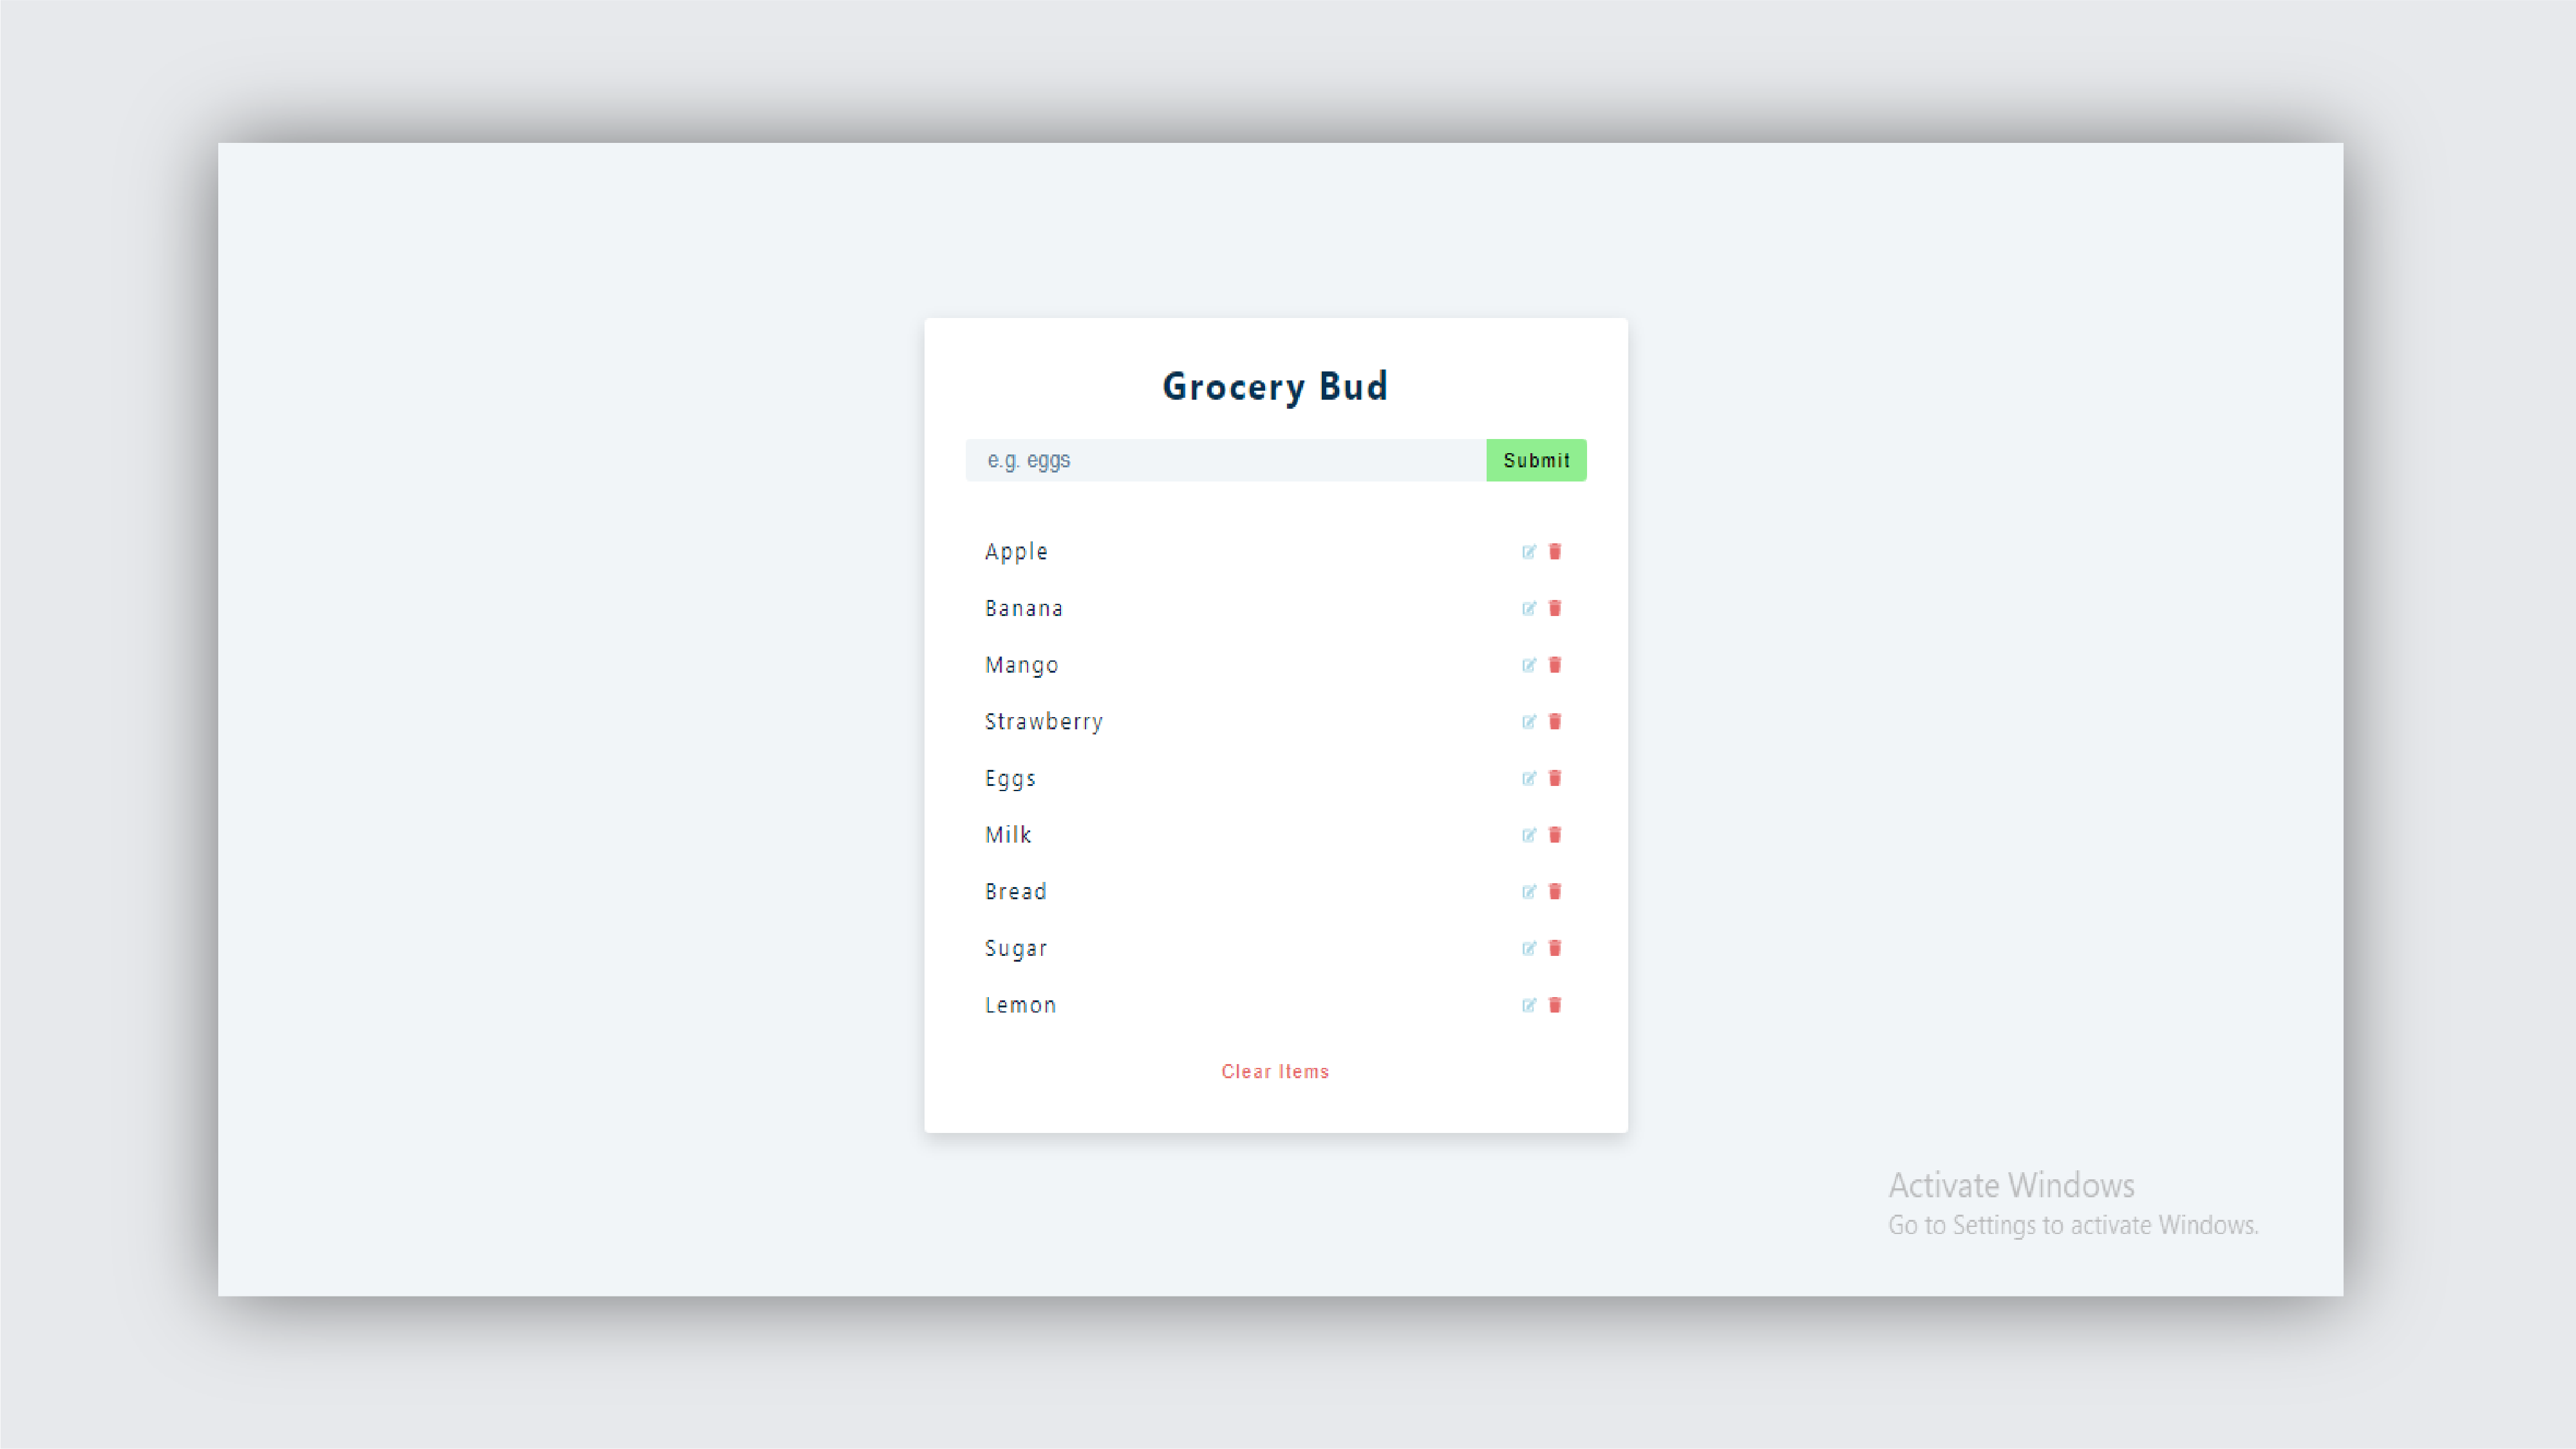 Grocery Bud
e.g. eggs
Submit
Apple
Banana
Mango
Strawberry
Eggs
Milk
Bread
Sugar
Lemon
Clear Items
Activate Windows
Go to Settings to activate Windows.